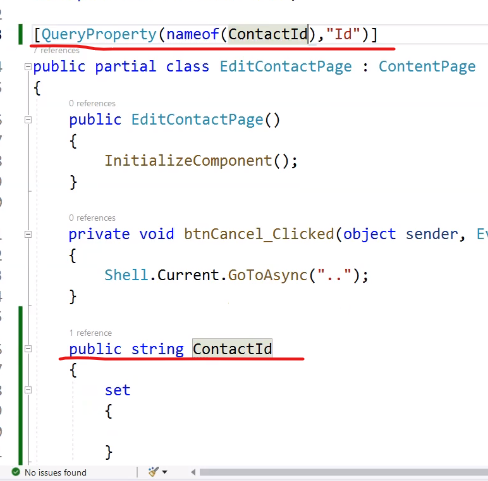 [QueryProperty(nameof(ContactId),"Id")]
7 references
public partial class EditContactPage : ContentPage
{
0 references
public EditContactPage()
{
InitializeComponent();
}
0 references
private void btnCancel_Clicked(object sender, Ev
{
Shell.Current.GoToAsync("..");
}
1 reference
public string ContactId
{
set
{
}
No issues found